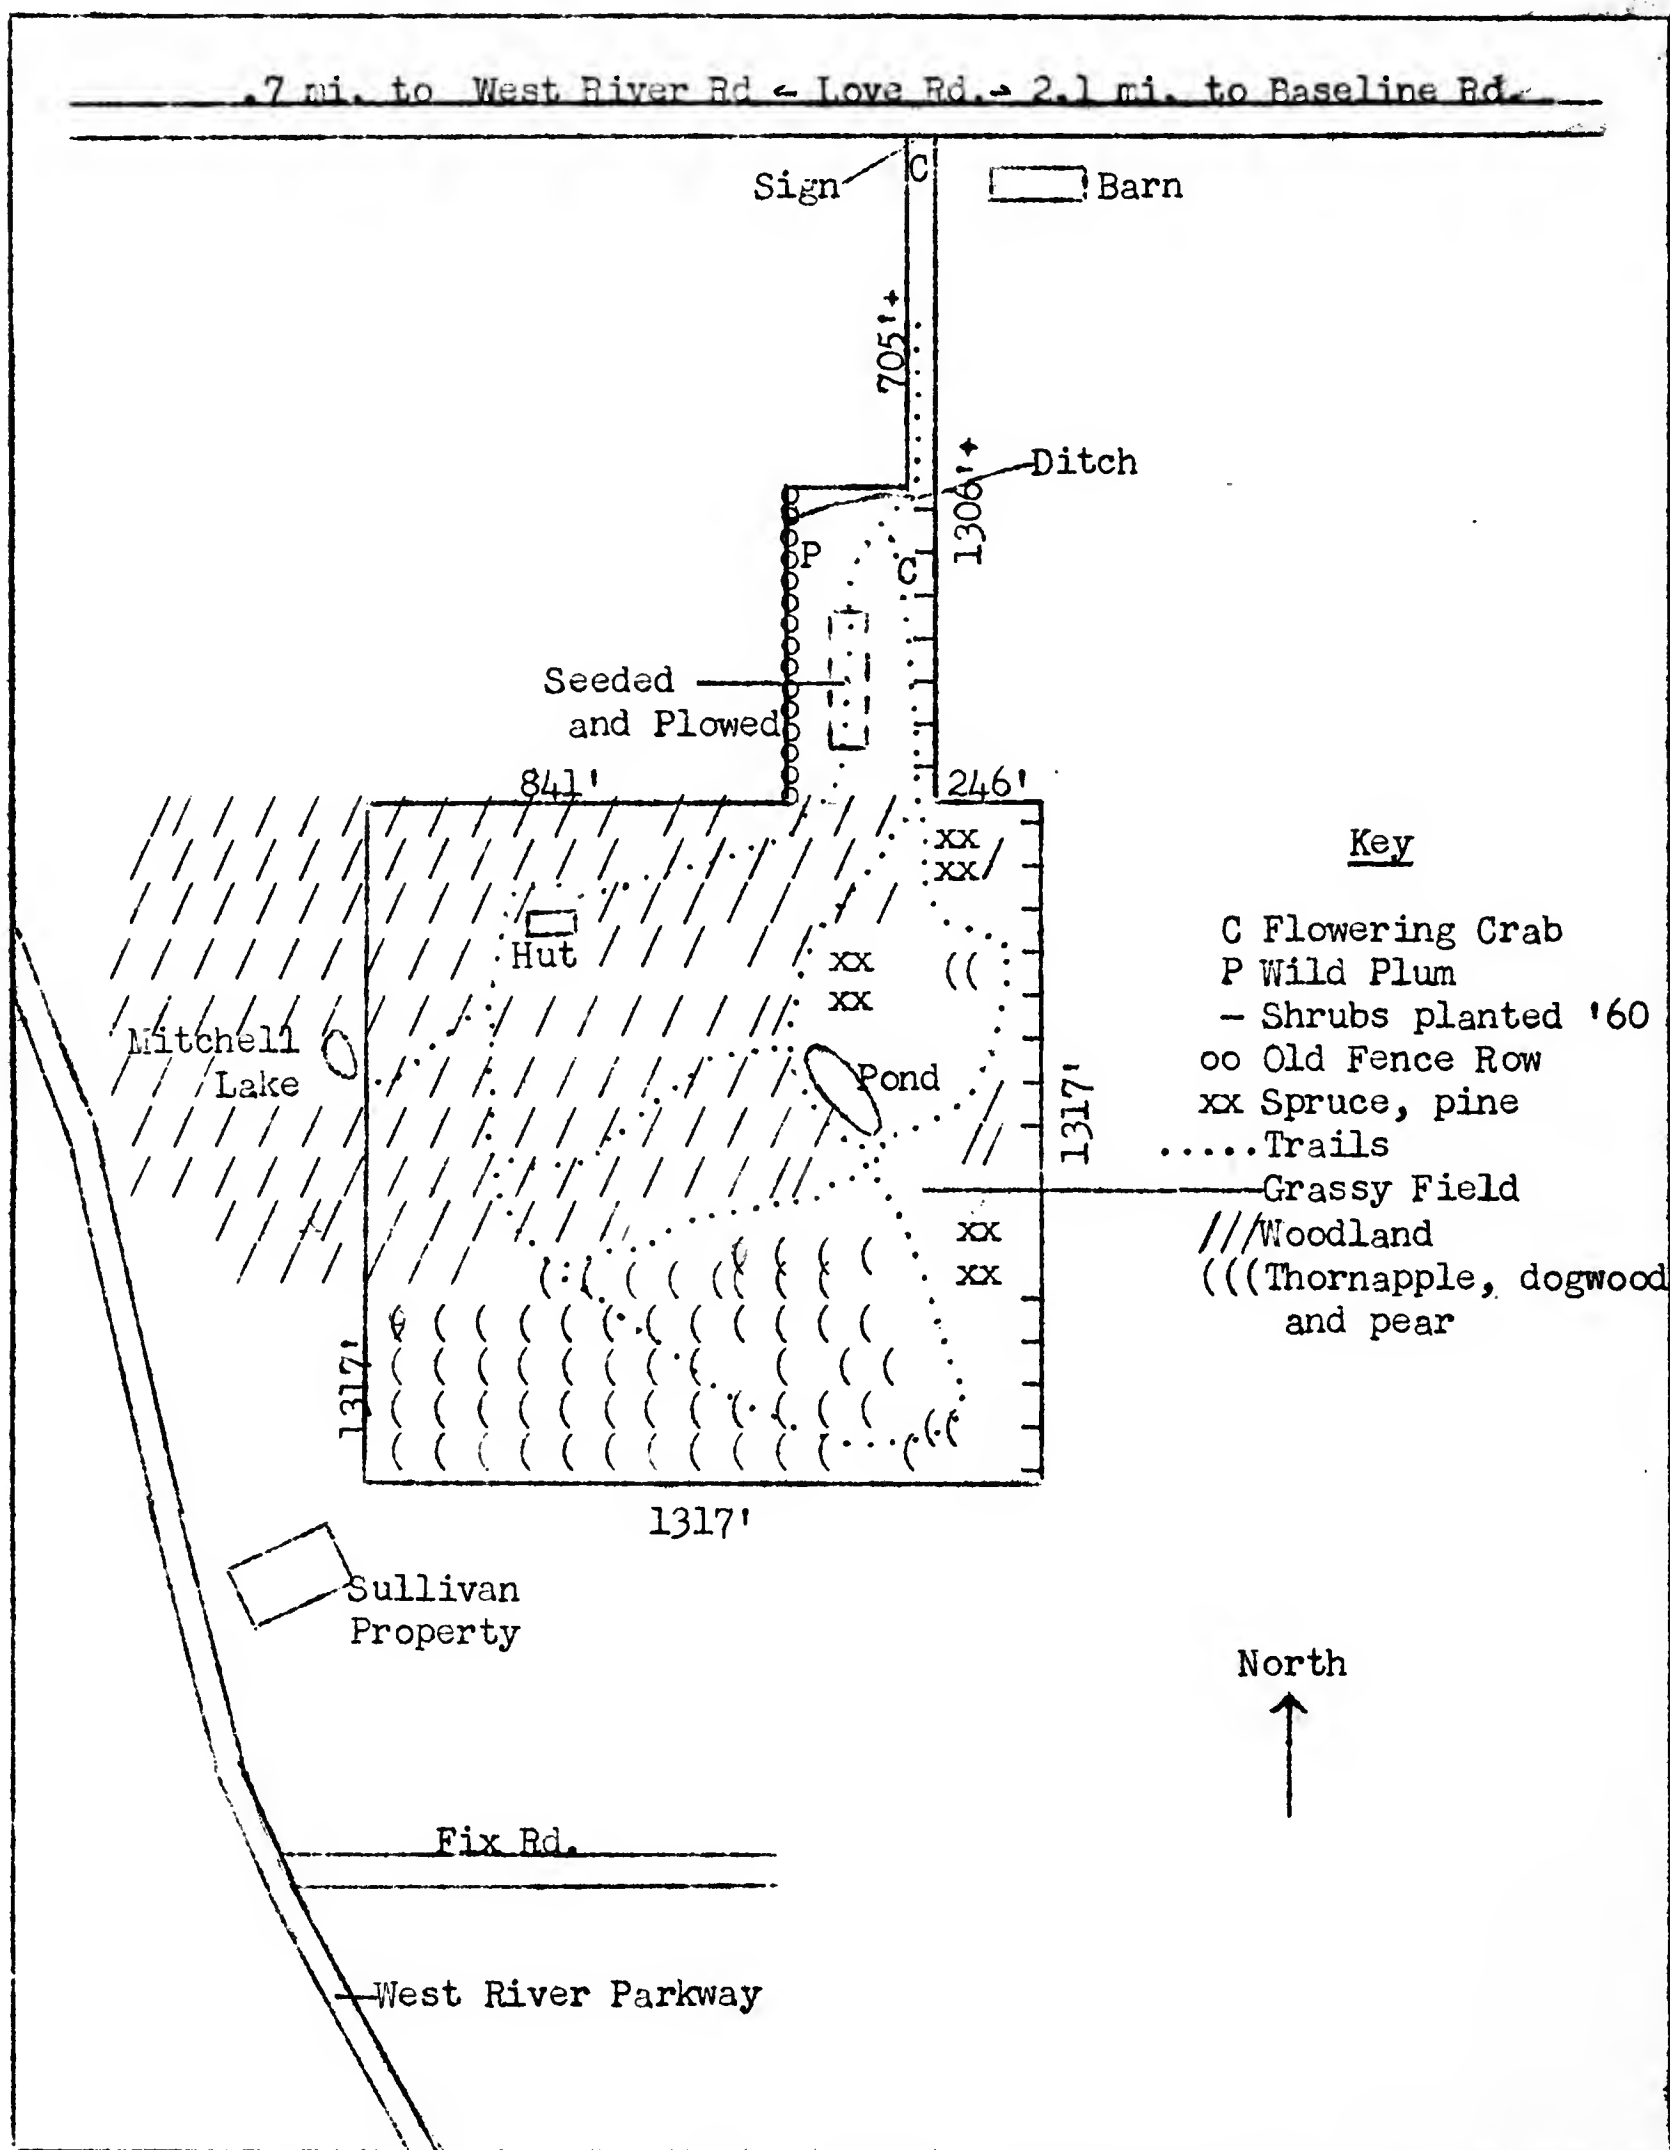 .7 mi. to West River Rd ← Love Rd.→ 2.1 mi. to Baseline Rd.
Sign
C
Barn
705'+
1306'+
Ditch
P
C
Seeded
and Plowed
841'
246'
xx
xx
Hut
xx
xx
((
Mitchell
Lake
Pond
1317'
xx
xx
1317'
1317'
Key
C Flowering Crab
P Wild Plum
— Shrubs planted '60
oo Old Fence Row
xx Spruce, pine
.....Trails
Grassy Field
///Woodland
(((Thornapple, dogwood
and pear
Sullivan
Property
North
Fix Rd.
West River Parkway